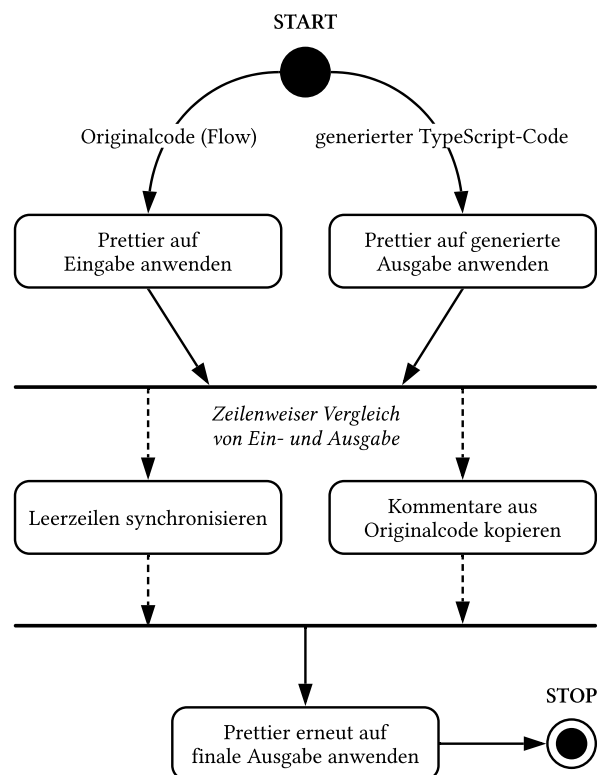 START
Originalcode (Flow)
generierter TypeScript-Code
Prettier auf
Eingabe anwenden
Prettier auf generierte
Ausgabe anwenden
Zeilenweiser Vergleich
von Ein- und Ausgabe
Leerzeilen synchronisieren
Kommentare aus
Originalcode kopieren
STOP
Prettier erneut auf
finale Ausgabe anwenden